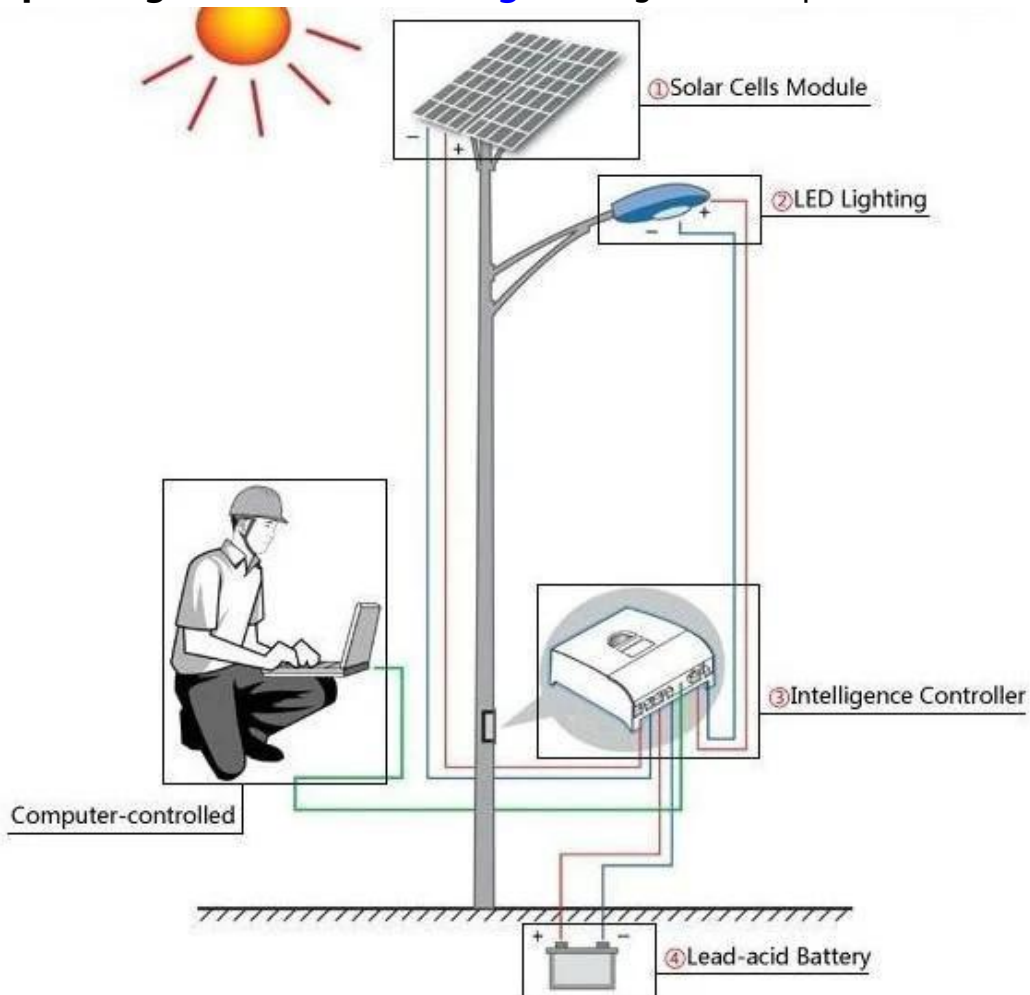 ①Solar Cells Module
−
+
②LED Lighting
+
−
③Intelligence Controller
Computer-controlled
+
−
④Lead-acid Battery